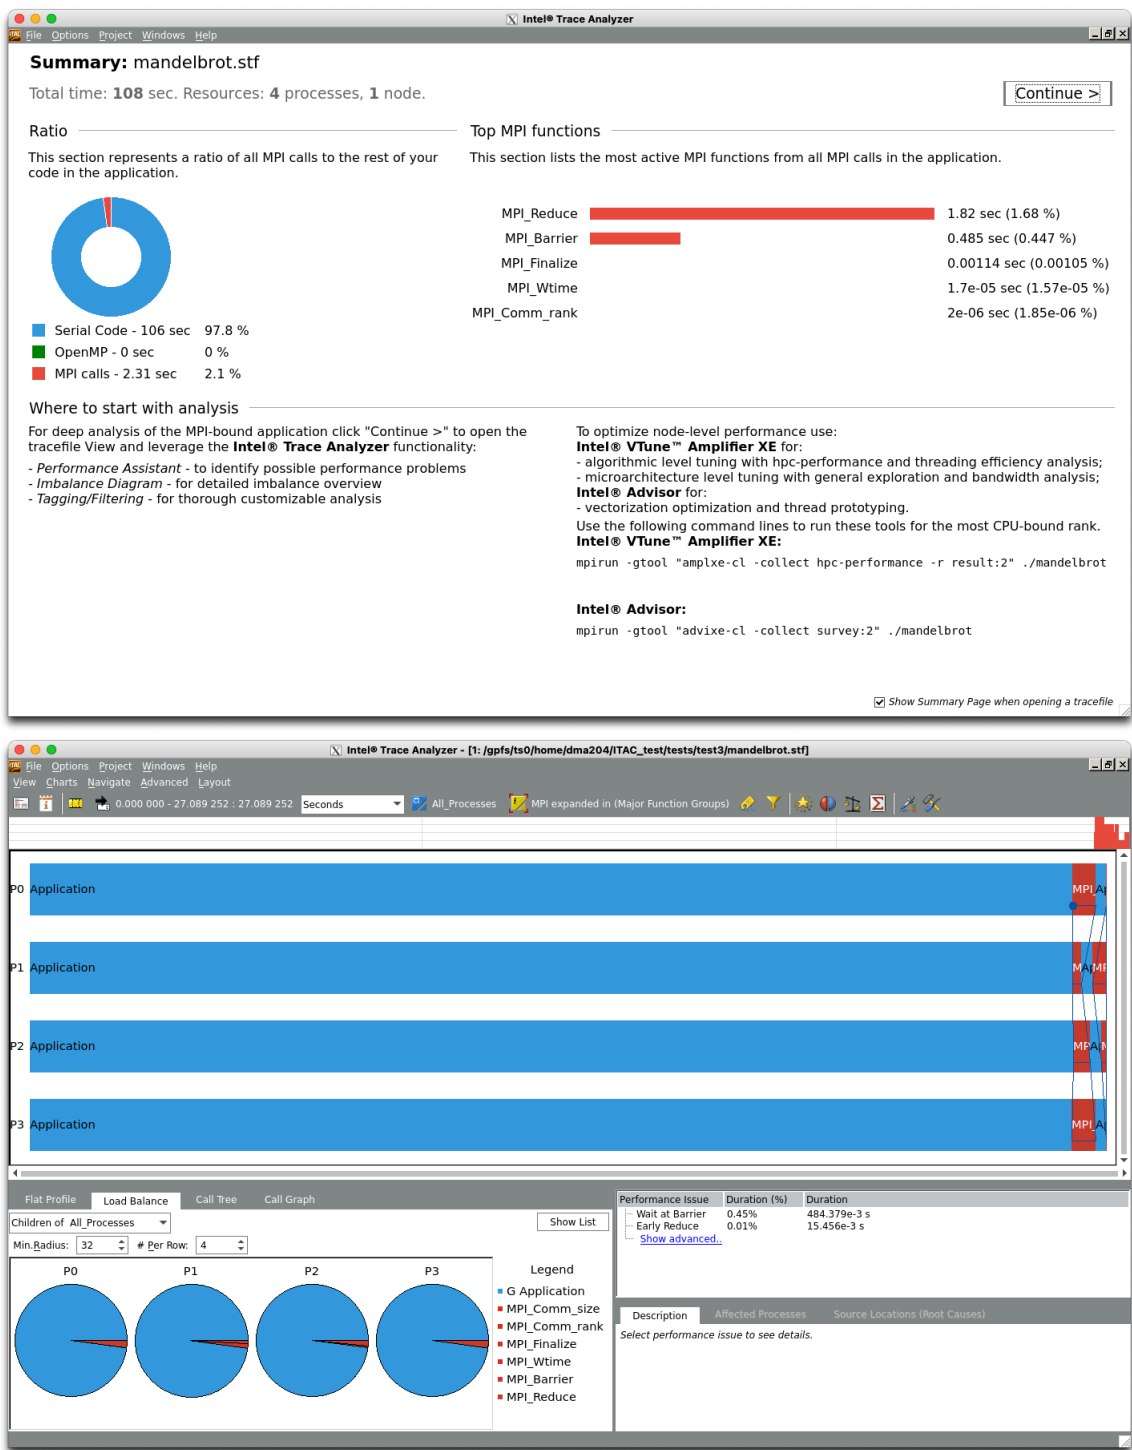 Intel® Trace Analyzer
File Options Project Windows Help
Summary: mandelbrot.stf
Total time: 108 sec. Resources: 4 processes, 1 node.
Continue >
Ratio
This section represents a ratio of all MPI calls to the rest of your
code in the application.
Serial Code - 106 sec 97.8 %
OpenMP - 0 sec 0 %
MPI calls - 2.31 sec 2.1 %
Top MPI functions
This section lists the most active MPI functions from all MPI calls in the application.
MPI_Reduce 1.82 sec (1.68 %)
MPI_Barrier 0.485 sec (0.447 %)
MPI_Finalize 0.00114 sec (0.00105 %)
MPI_Wtime 1.7e-05 sec (1.57e-05 %)
MPI_Comm_rank 2e-06 sec (1.85e-06 %)
Where to start with analysis
For deep analysis of the MPI-bound application click "Continue >" to open the
tracefile View and leverage the Intel® Trace Analyzer functionality:
- Performance Assistant - to identify possible performance problems
- Imbalance Diagram - for detailed imbalance overview
- Tagging/Filtering - for thorough customizable analysis
To optimize node-level performance use:
Intel® VTune™ Amplifier XE for:
- algorithmic level tuning with hpc-performance and threading efficiency analysis;
- microarchitecture level tuning with general exploration and bandwidth analysis;
Intel® Advisor for:
- vectorization optimization and thread prototyping.
Use the following command lines to run these tools for the most CPU-bound rank.
Intel® VTune™ Amplifier XE:
mpirun -gtool "amplxe-cl -collect hpc-performance -r result:2" ./mandelbrot
Intel® Advisor:
mpirun -gtool "advixe-cl -collect survey:2" ./mandelbrot
Show Summary Page when opening a tracefile
Intel® Trace Analyzer - [1: /gpfs/ts0/home/dma204/ITAC_test/tests/test3/mandelbrot.stf]
File Options Project Windows Help
View Charts Navigate Advanced Layout
0.000 000 - 27.089 252 : 27.089 252 Seconds All_Processes MPI expanded in (Major Function Groups)
P0 Application MPI_ Ap
P1 Application M Ap MP
P2 Application MP A M
P3 Application MPI_ A
Flat Profile Load Balance Call Tree Call Graph
Children of All_Processes Show List
Min.Radius: 32 # Per Row: 4
P0 P1 P2 P3
Legend
G Application
MPI_Comm_size
MPI_Comm_rank
MPI_Finalize
MPI_Wtime
MPI_Barrier
MPI_Reduce
Performance Issue Duration (%) Duration
Wait at Barrier 0.45% 484.379e-3 s
Early Reduce 0.01% 15.456e-3 s
Show advanced..
Description Affected Processes Source Locations (Root Causes)
Select performance issue to see details.